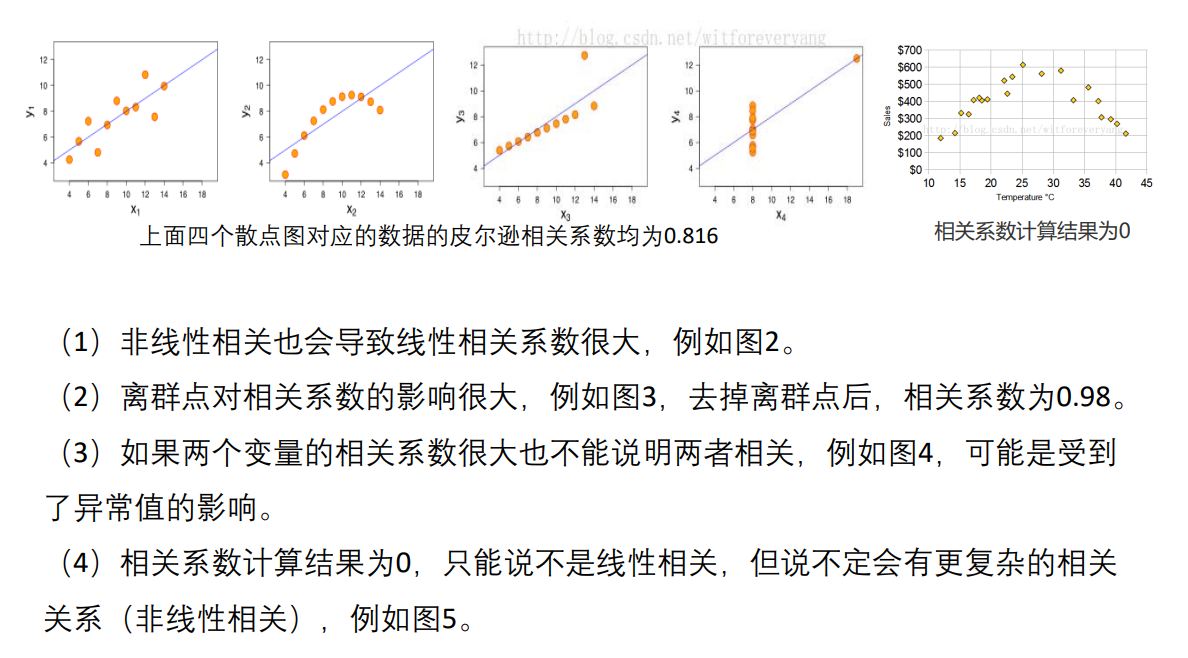 http://blog.csdn.net/witforeveryang
12
10
8
6
4
y1
4 6 8 10 12 14 16 18
x1
12
10
8
6
4
y2
4 6 8 10 12 14 16 18
x2
12
10
8
6
4
y3
4 6 8 10 12 14 16 18
x3
12
10
8
6
4
y4
4 6 8 10 12 14 16 18
x4
$700
$600
$500
$400
$300
$200
$100
$0
Sales
http://blog.csdn.net/witforeveryang
10 15 20 25 30 35 40 45
Temperature °C
上面四个散点图对应的数据的皮尔逊相关系数均为0.816
相关系数计算结果为0
（1）非线性相关也会导致线性相关系数很大，例如图2。
（2）离群点对相关系数的影响很大，例如图3，去掉离群点后，相关系数为0.98。
（3）如果两个变量的相关系数很大也不能说明两者相关，例如图4，可能是受到
了异常值的影响。
（4）相关系数计算结果为0，只能说不是线性相关，但说不定会有更复杂的相关
关系（非线性相关），例如图5。